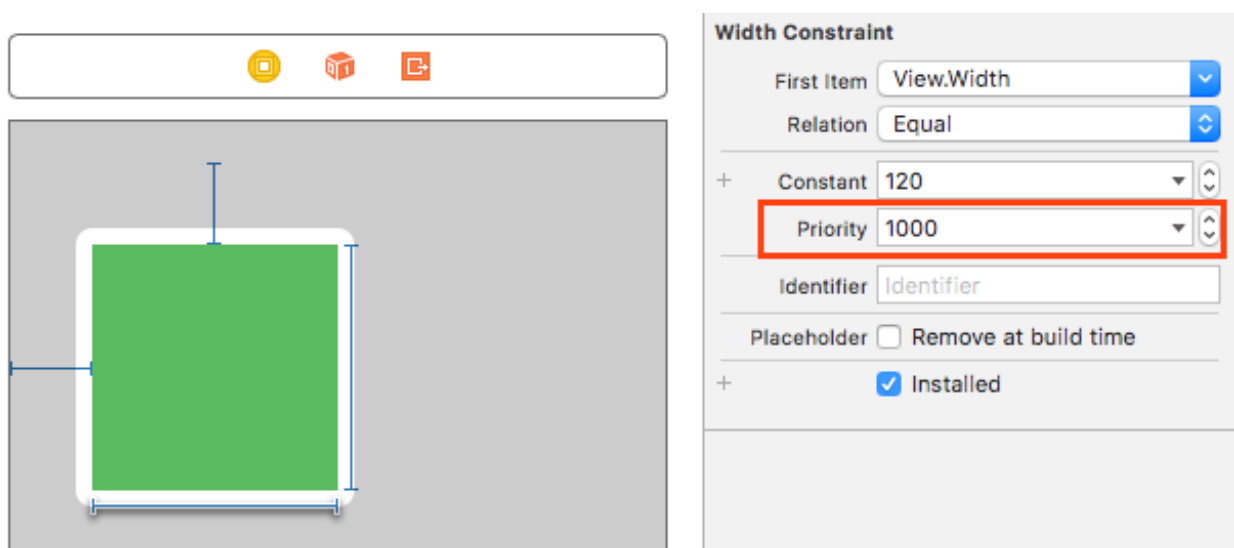 Width Constraint
First Item View.Width
Relation Equal
+ Constant 120
Priority 1000
Identifier Identifier
Placeholder Remove at build time
+ Installed